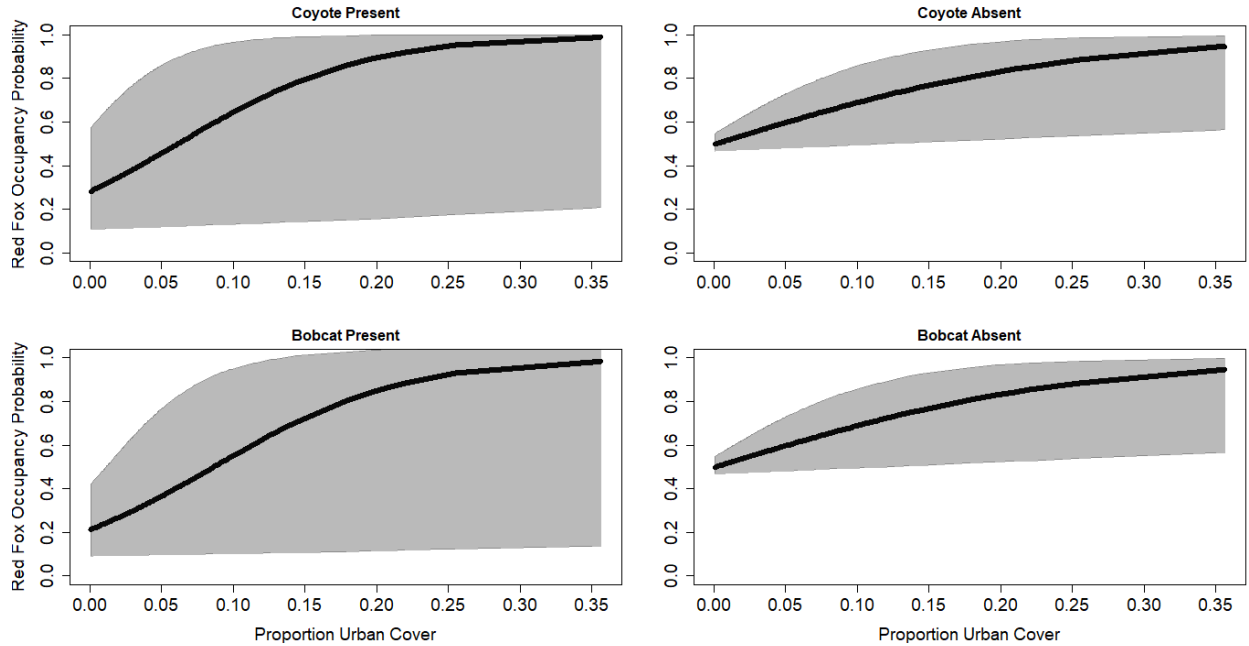 Coyote Present
Coyote Absent
Red Fox Occupancy Probability
0.0 0.2 0.4 0.6 0.8 1.0
0.0 0.2 0.4 0.6 0.8 1.0
0.00 0.05 0.10 0.15 0.20 0.25 0.30 0.35
0.00 0.05 0.10 0.15 0.20 0.25 0.30 0.35
Bobcat Present
Bobcat Absent
Red Fox Occupancy Probability
0.0 0.2 0.4 0.6 0.8 1.0
0.0 0.2 0.4 0.6 0.8 1.0
0.00 0.05 0.10 0.15 0.20 0.25 0.30 0.35
0.00 0.05 0.10 0.15 0.20 0.25 0.30 0.35
Proportion Urban Cover
Proportion Urban Cover